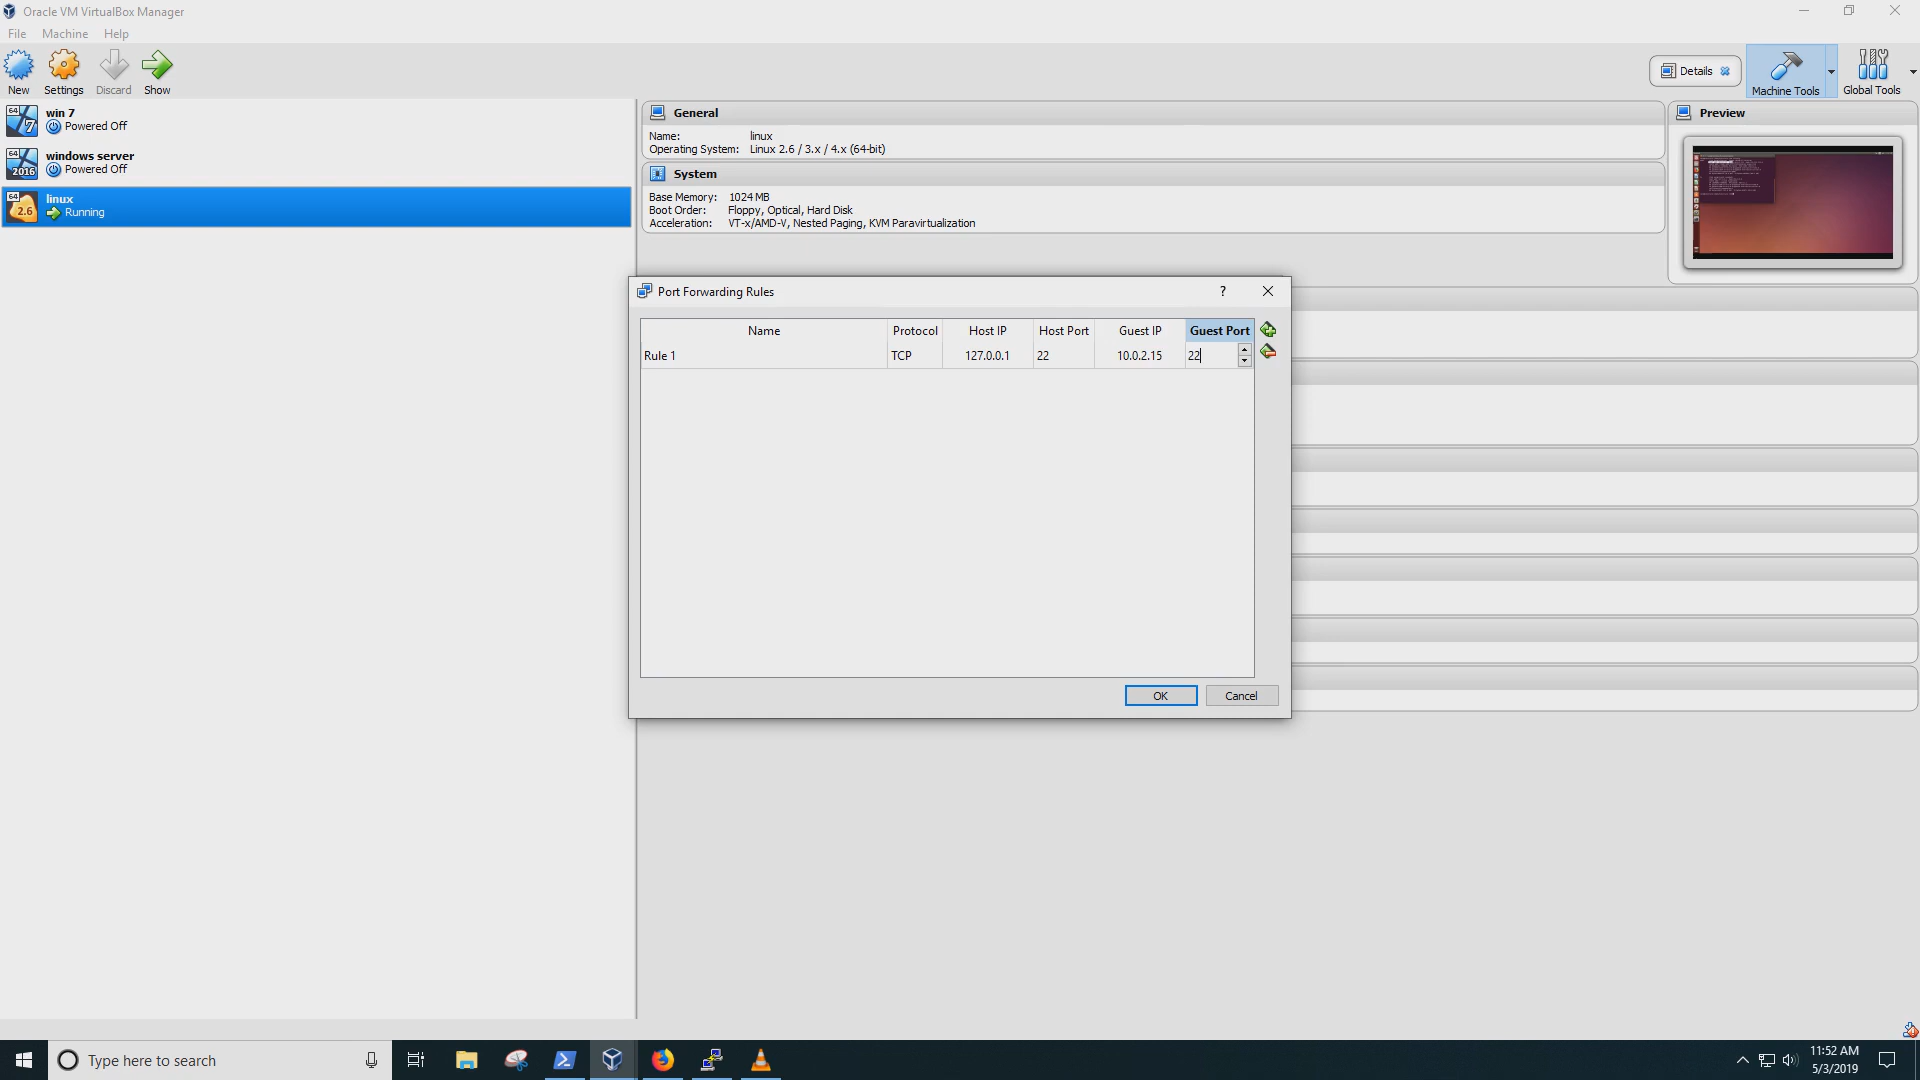 Oracle VM VirtualBox Manager
File Machine Help
New Settings Discard Show
Details
Machine Tools
Global Tools
64
7
win 7
Powered Off
64
2016
windows server
Powered Off
64
2.6
linux
Running
General
Name: linux
Operating System: Linux 2.6 / 3.x / 4.x (64-bit)
System
Base Memory: 1024 MB
Boot Order: Floppy, Optical, Hard Disk
Acceleration: VT-x/AMD-V, Nested Paging, KVM Paravirtualization
Preview
Port Forwarding Rules
?
Name Protocol Host IP Host Port Guest IP Guest Port
Rule 1 TCP 127.0.0.1 22 10.0.2.15 22
OK Cancel
Type here to search
11:52 AM
5/3/2019